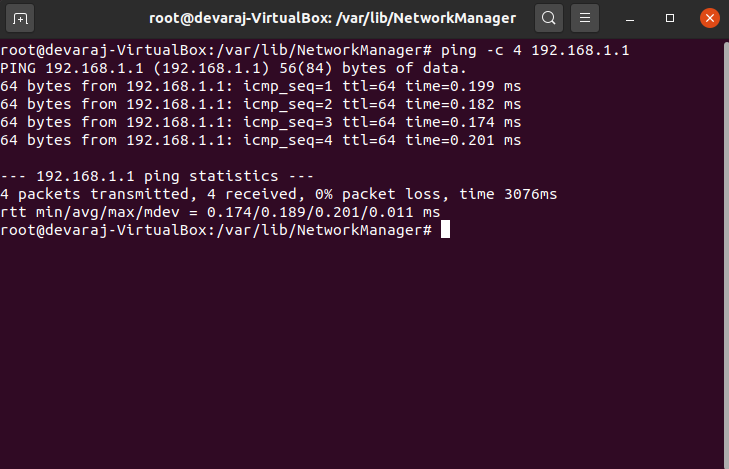 root@devaraj-VirtualBox: /var/lib/NetworkManager
root@devaraj-VirtualBox:/var/lib/NetworkManager# ping -c 4 192.168.1.1
PING 192.168.1.1 (192.168.1.1) 56(84) bytes of data.
64 bytes from 192.168.1.1: icmp_seq=1 ttl=64 time=0.199 ms
64 bytes from 192.168.1.1: icmp_seq=2 ttl=64 time=0.182 ms
64 bytes from 192.168.1.1: icmp_seq=3 ttl=64 time=0.174 ms
64 bytes from 192.168.1.1: icmp_seq=4 ttl=64 time=0.201 ms
--- 192.168.1.1 ping statistics ---
4 packets transmitted, 4 received, 0% packet loss, time 3076ms
rtt min/avg/max/mdev = 0.174/0.189/0.201/0.011 ms
root@devaraj-VirtualBox:/var/lib/NetworkManager#